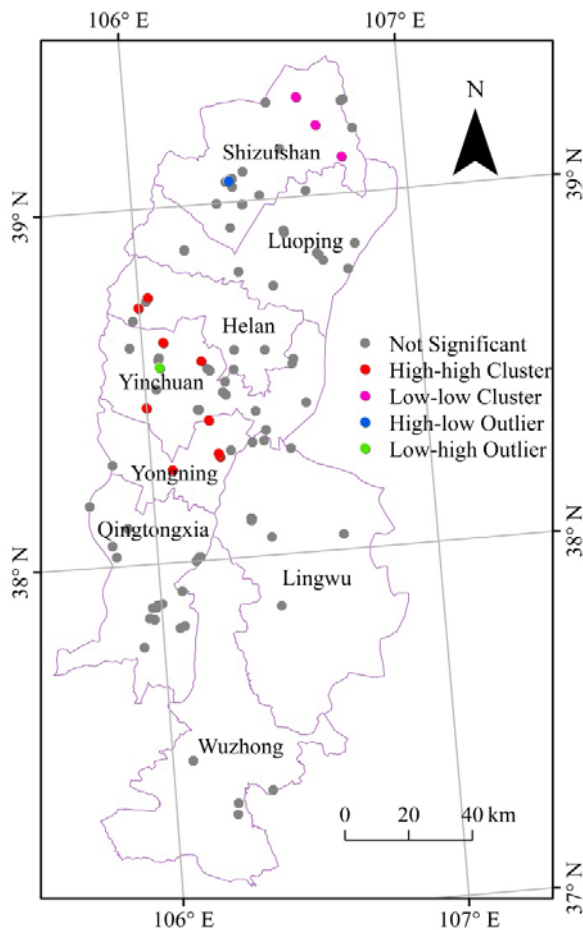 106° E 107° E
N
Shizuishan
39° N 39° N
Luoping
Helan
Not Significant
High-high Cluster
Yinchuan
Low-low Cluster
High-low Outlier
Low-high Outlier
Yongning
Qingtongxia
38° N 38° N
Lingwu
Wuzhong
0 20 40 km
37° N
106° E 107° E